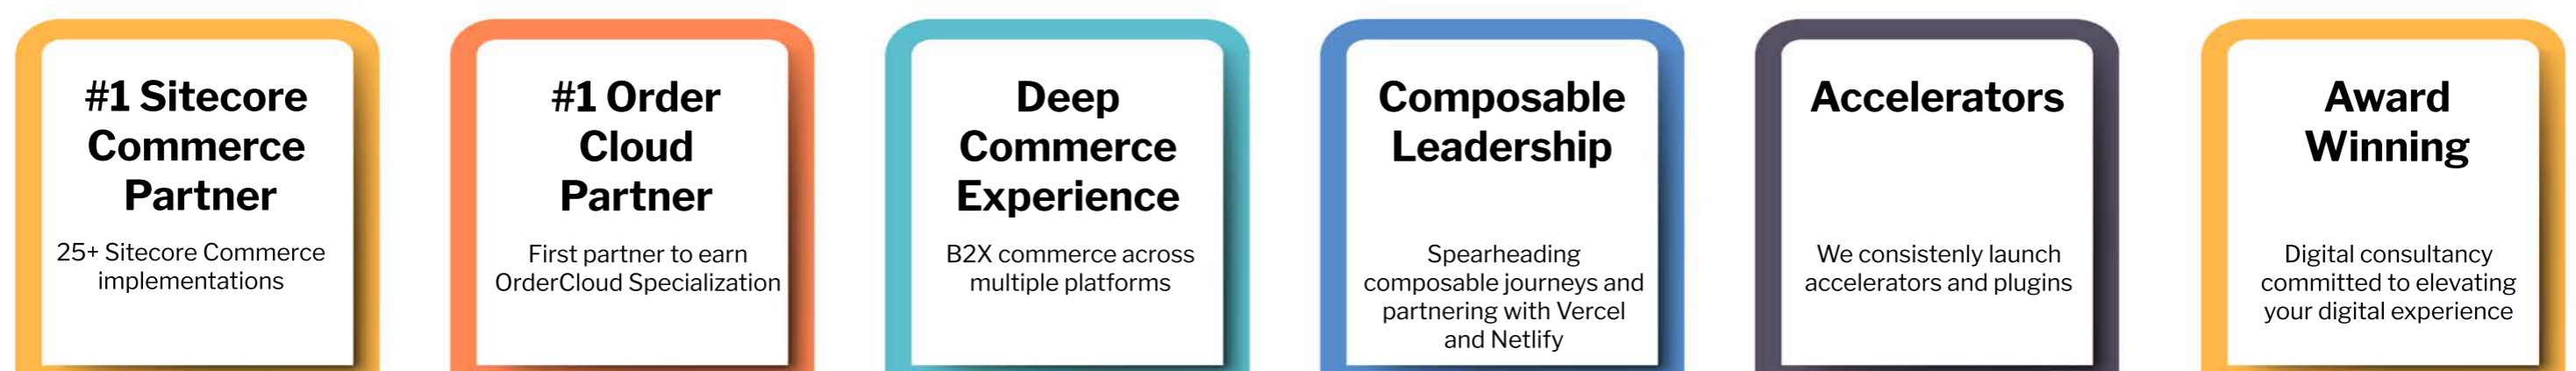 #1 Sitecore
Commerce
Partner
25+ Sitecore Commerce
implementations
#1 Order
Cloud
Partner
First partner to earn
OrderCloud Specialization
Deep
Commerce
Experience
B2X commerce across
multiple platforms
Composable
Leadership
Spearheading
composable journeys and
partnering with Vercel
and Netlify
Accelerators
We consistenly launch
accelerators and plugins
Award
Winning
Digital consultancy
committed to elevating
your digital experience